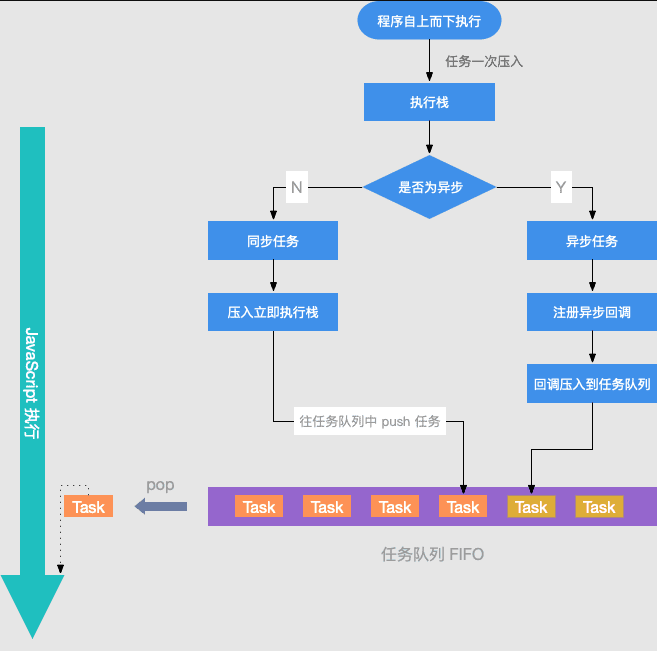 程序自上而下执行
任务一次压入
执行栈
是否为异步
N
Y
同步任务
异步任务
压入立即执行栈
注册异步回调
回调压入到任务队列
JavaScript 执行
往任务队列中 push 任务
pop
Task
Task
Task
Task
Task
Task
Task
任务队列 FIFO